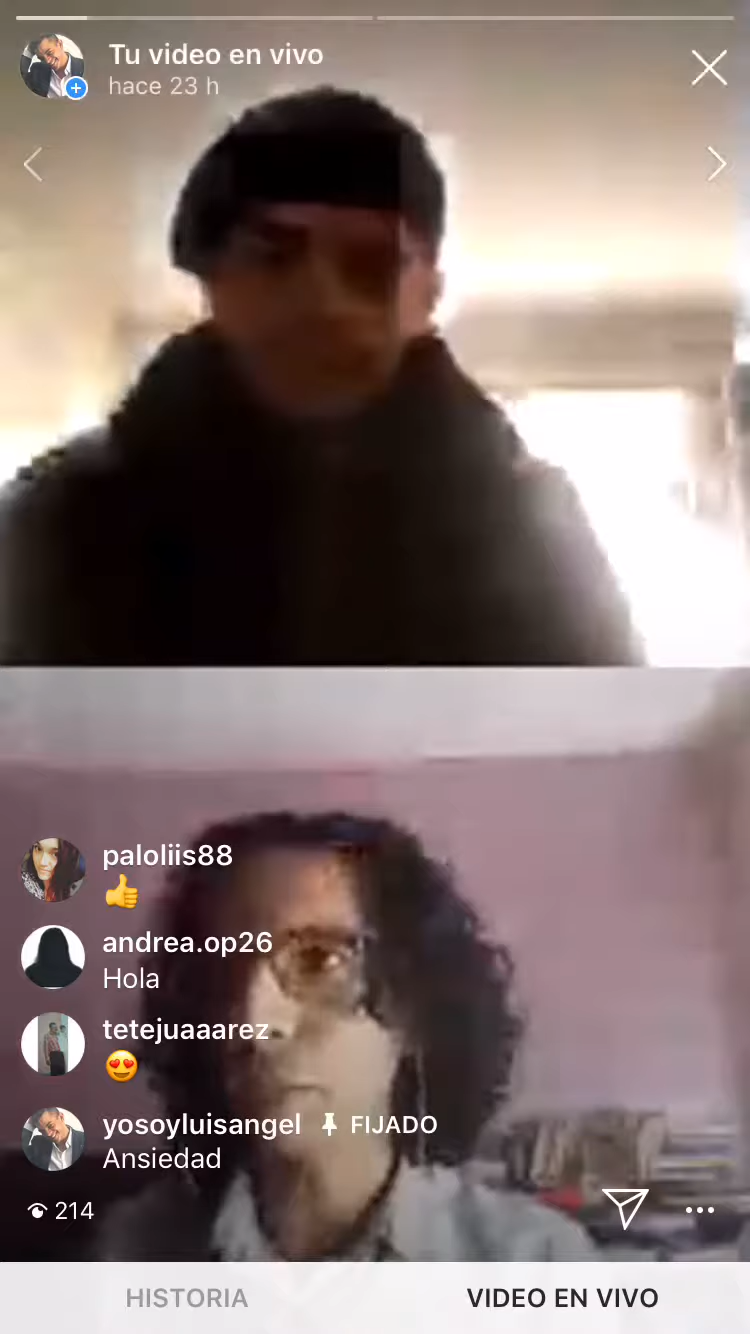 Tu video en vivo
hace 23 h
paloliis88
👍
andrea.op26
Hola
tetejuaaarez
😍
yosoyluisangel FIJADO
Ansiedad
214
HISTORIA VIDEO EN VIVO